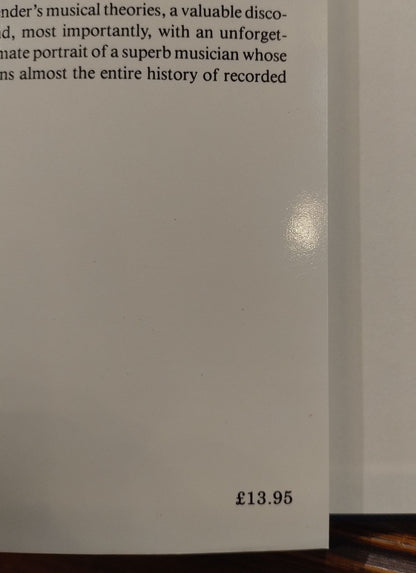 nder's musical theories, a valuable disco-
d, most importantly, with an unforget-
mate portrait of a superb musician whose
ns almost the entire history of recorded
£13.95